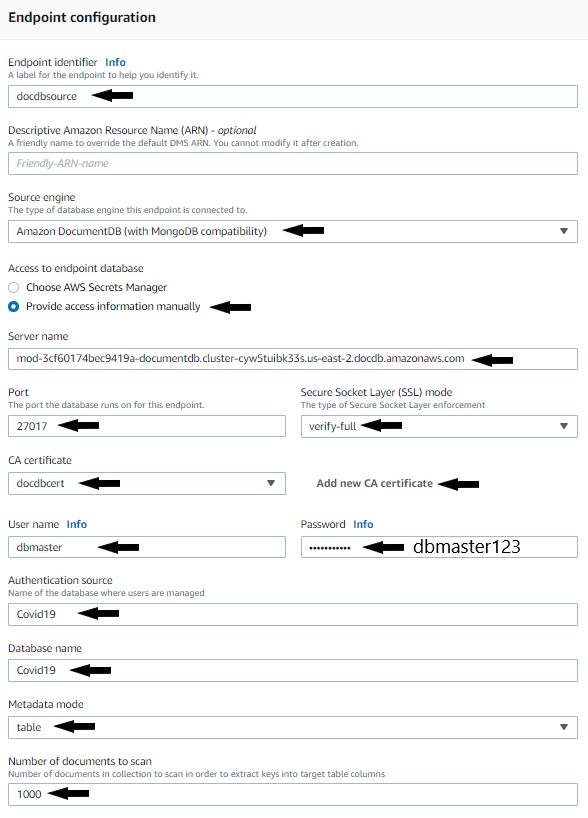 Endpoint configuration
Endpoint identifier Info
A label for the endpoint to help you identify it.
docdbsource
Descriptive Amazon Resource Name (ARN) - optional
A friendly name to override the default DMS ARN. You cannot modify it after creation.
Friendly-ARN-name
Source engine
The type of database engine this endpoint is connected to.
Amazon DocumentDB (with MongoDB compatibility)
Access to endpoint database
Choose AWS Secrets Manager
Provide access information manually
Server name
mod-3cf60174bec9419a-documentdb.cluster-cyw5tuibk33s.us-east-2.docdb.amazonaws.com
Port Secure Socket Layer (SSL) mode
The port the database runs on for this endpoint. The type of Secure Socket Layer enforcement
27017 verify-full
CA certificate
docdbcert Add new CA certificate
User name Info Password Info
dbmaster ••••••••••• dbmaster123
Authentication source
Name of the database where users are managed
Covid19
Database name
Covid19
Metadata mode
table
Number of documents to scan
Number of documents in collection to scan in order to extract keys into target table columns
1000